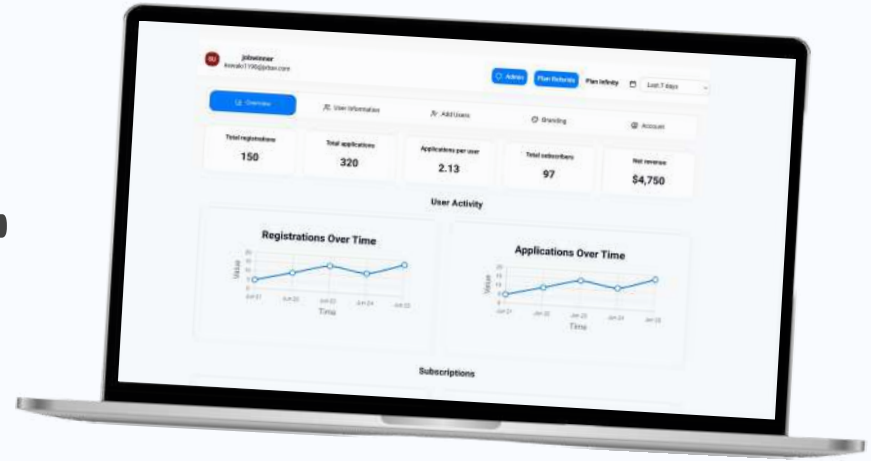 jobwinner
Admin
Plan Referrals
Plan Infinity
Last 7 days
Overview
User Information
Add Users
Branding
Account
Total registrations
150
Total applications
320
Applications per user
2.13
Total subscribers
97
Net revenue
$4,750
User Activity
Registrations Over Time
Value
Time
Applications Over Time
Value
Time
Subscriptions